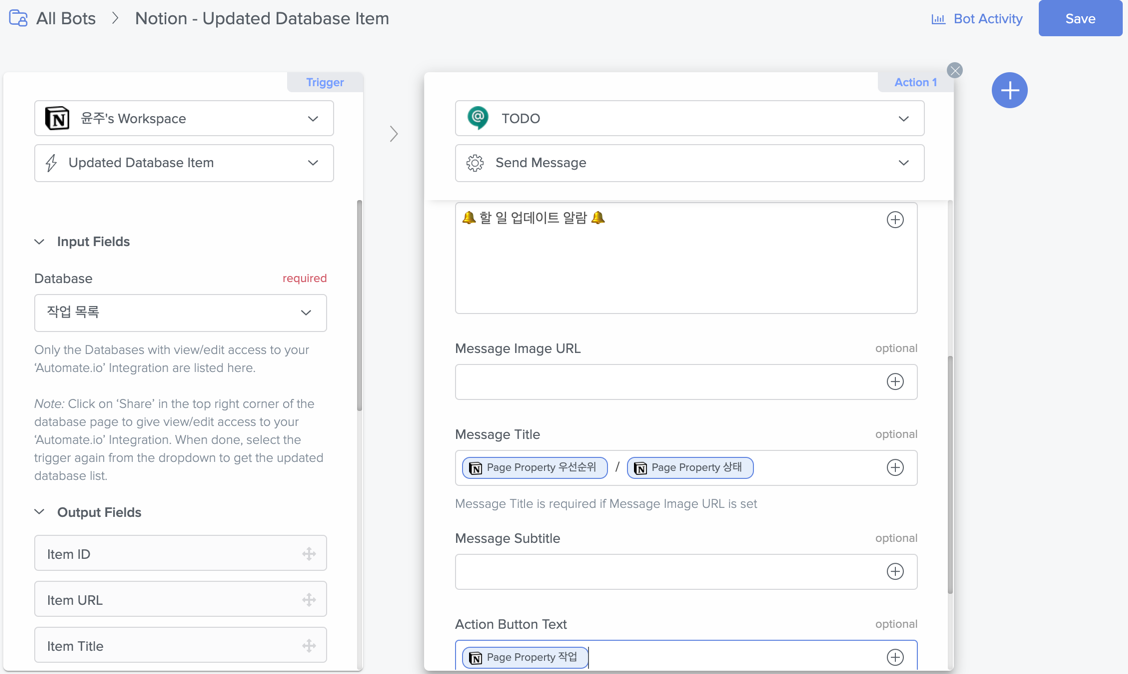 All Bots > Notion - Updated Database Item
Bot Activity
Save
Trigger
윤주's Workspace
Updated Database Item
Input Fields
Database required
작업 목록
Only the Databases with view/edit access to your
'Automate.io' Integration are listed here.
Note: Click on 'Share' in the top right corner of the
database page to give view/edit access to your
'Automate.io' Integration. When done, select the
trigger again from the dropdown to get the updated
database list.
Output Fields
Item ID
Item URL
Item Title
Action 1
TODO
Send Message
🔔 할 일 업데이트 알람 🔔
Message Image URL optional
Message Title optional
Page Property 우선순위 / Page Property 상태
Message Title is required if Message Image URL is set
Message Subtitle optional
Action Button Text optional
Page Property 작업